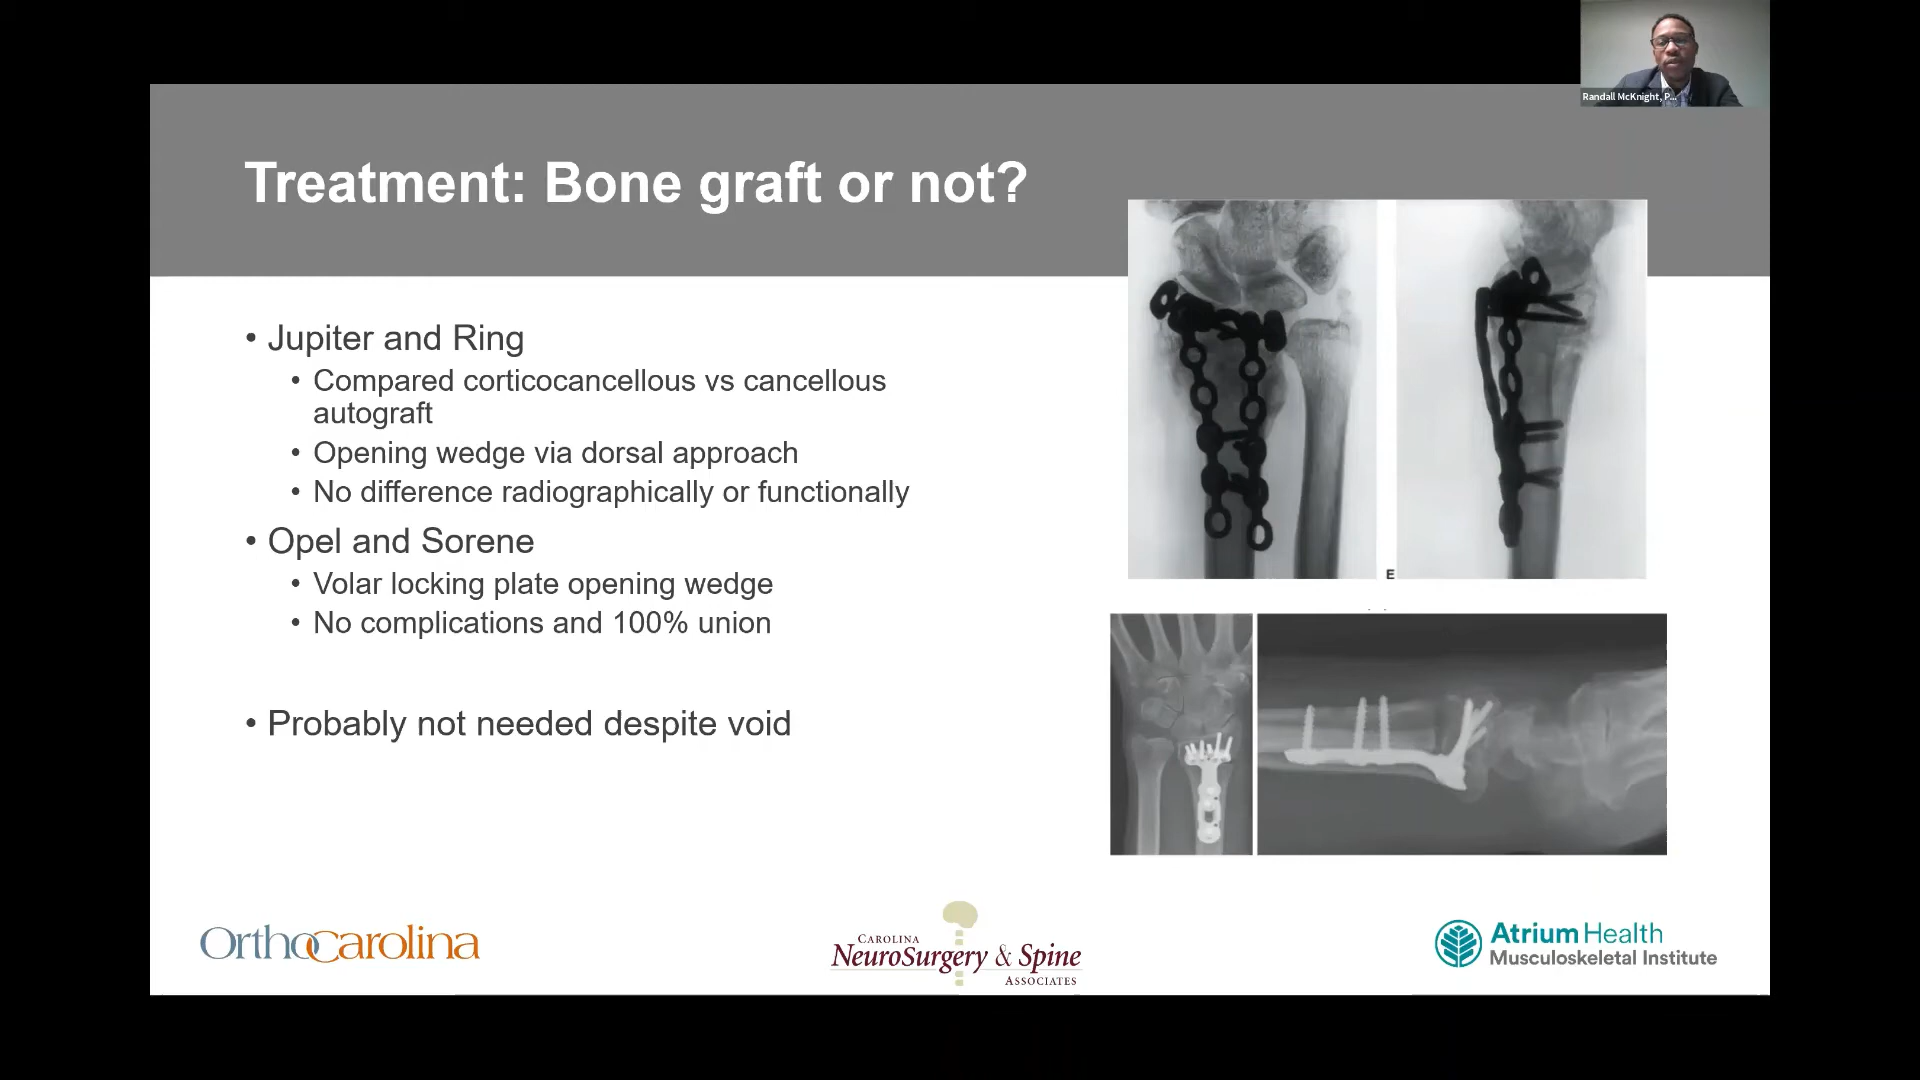 Randall McKnight, P...
Treatment: Bone graft or not?
• Jupiter and Ring
• Compared corticocancellous vs cancellous
autograft
• Opening wedge via dorsal approach
• No difference radiographically or functionally
• Opel and Sorene
• Volar locking plate opening wedge
• No complications and 100% union
• Probably not needed despite void
E
OrthoCarolina
CAROLINA
NEUROSURGERY & SPINE
ASSOCIATES
Atrium Health
Musculoskeletal Institute